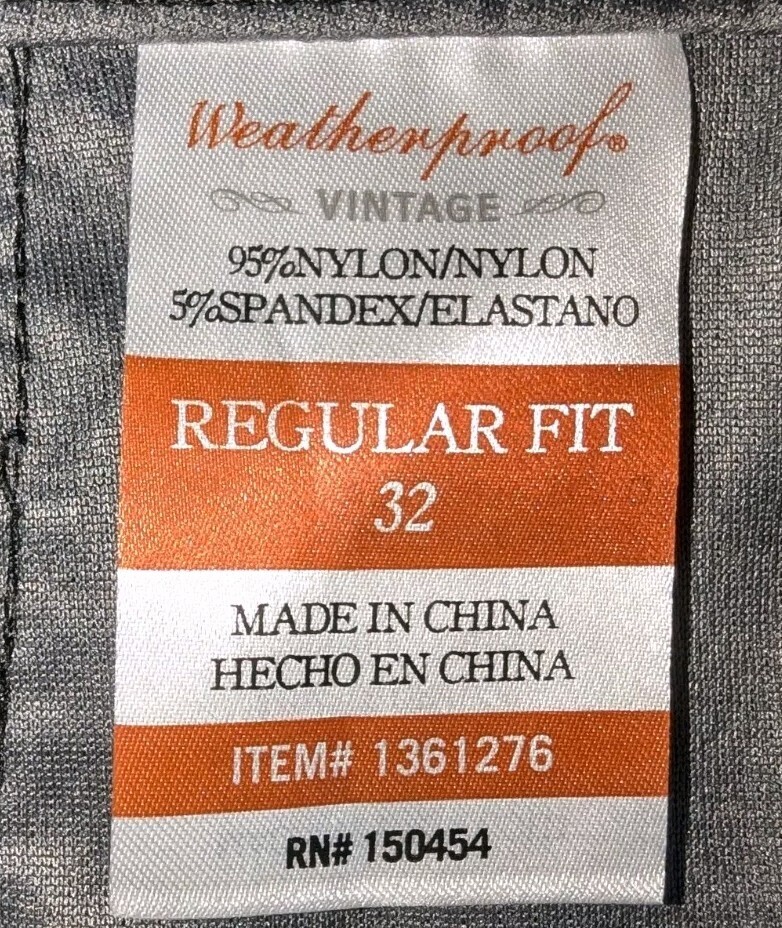 Weatherproof®
VINTAGE
95%NYLON/NYLON
5%SPANDEX/ELASTANO
REGULAR FIT
32
MADE IN CHINA
HECHO EN CHINA
ITEM# 1361276
RN# 150454